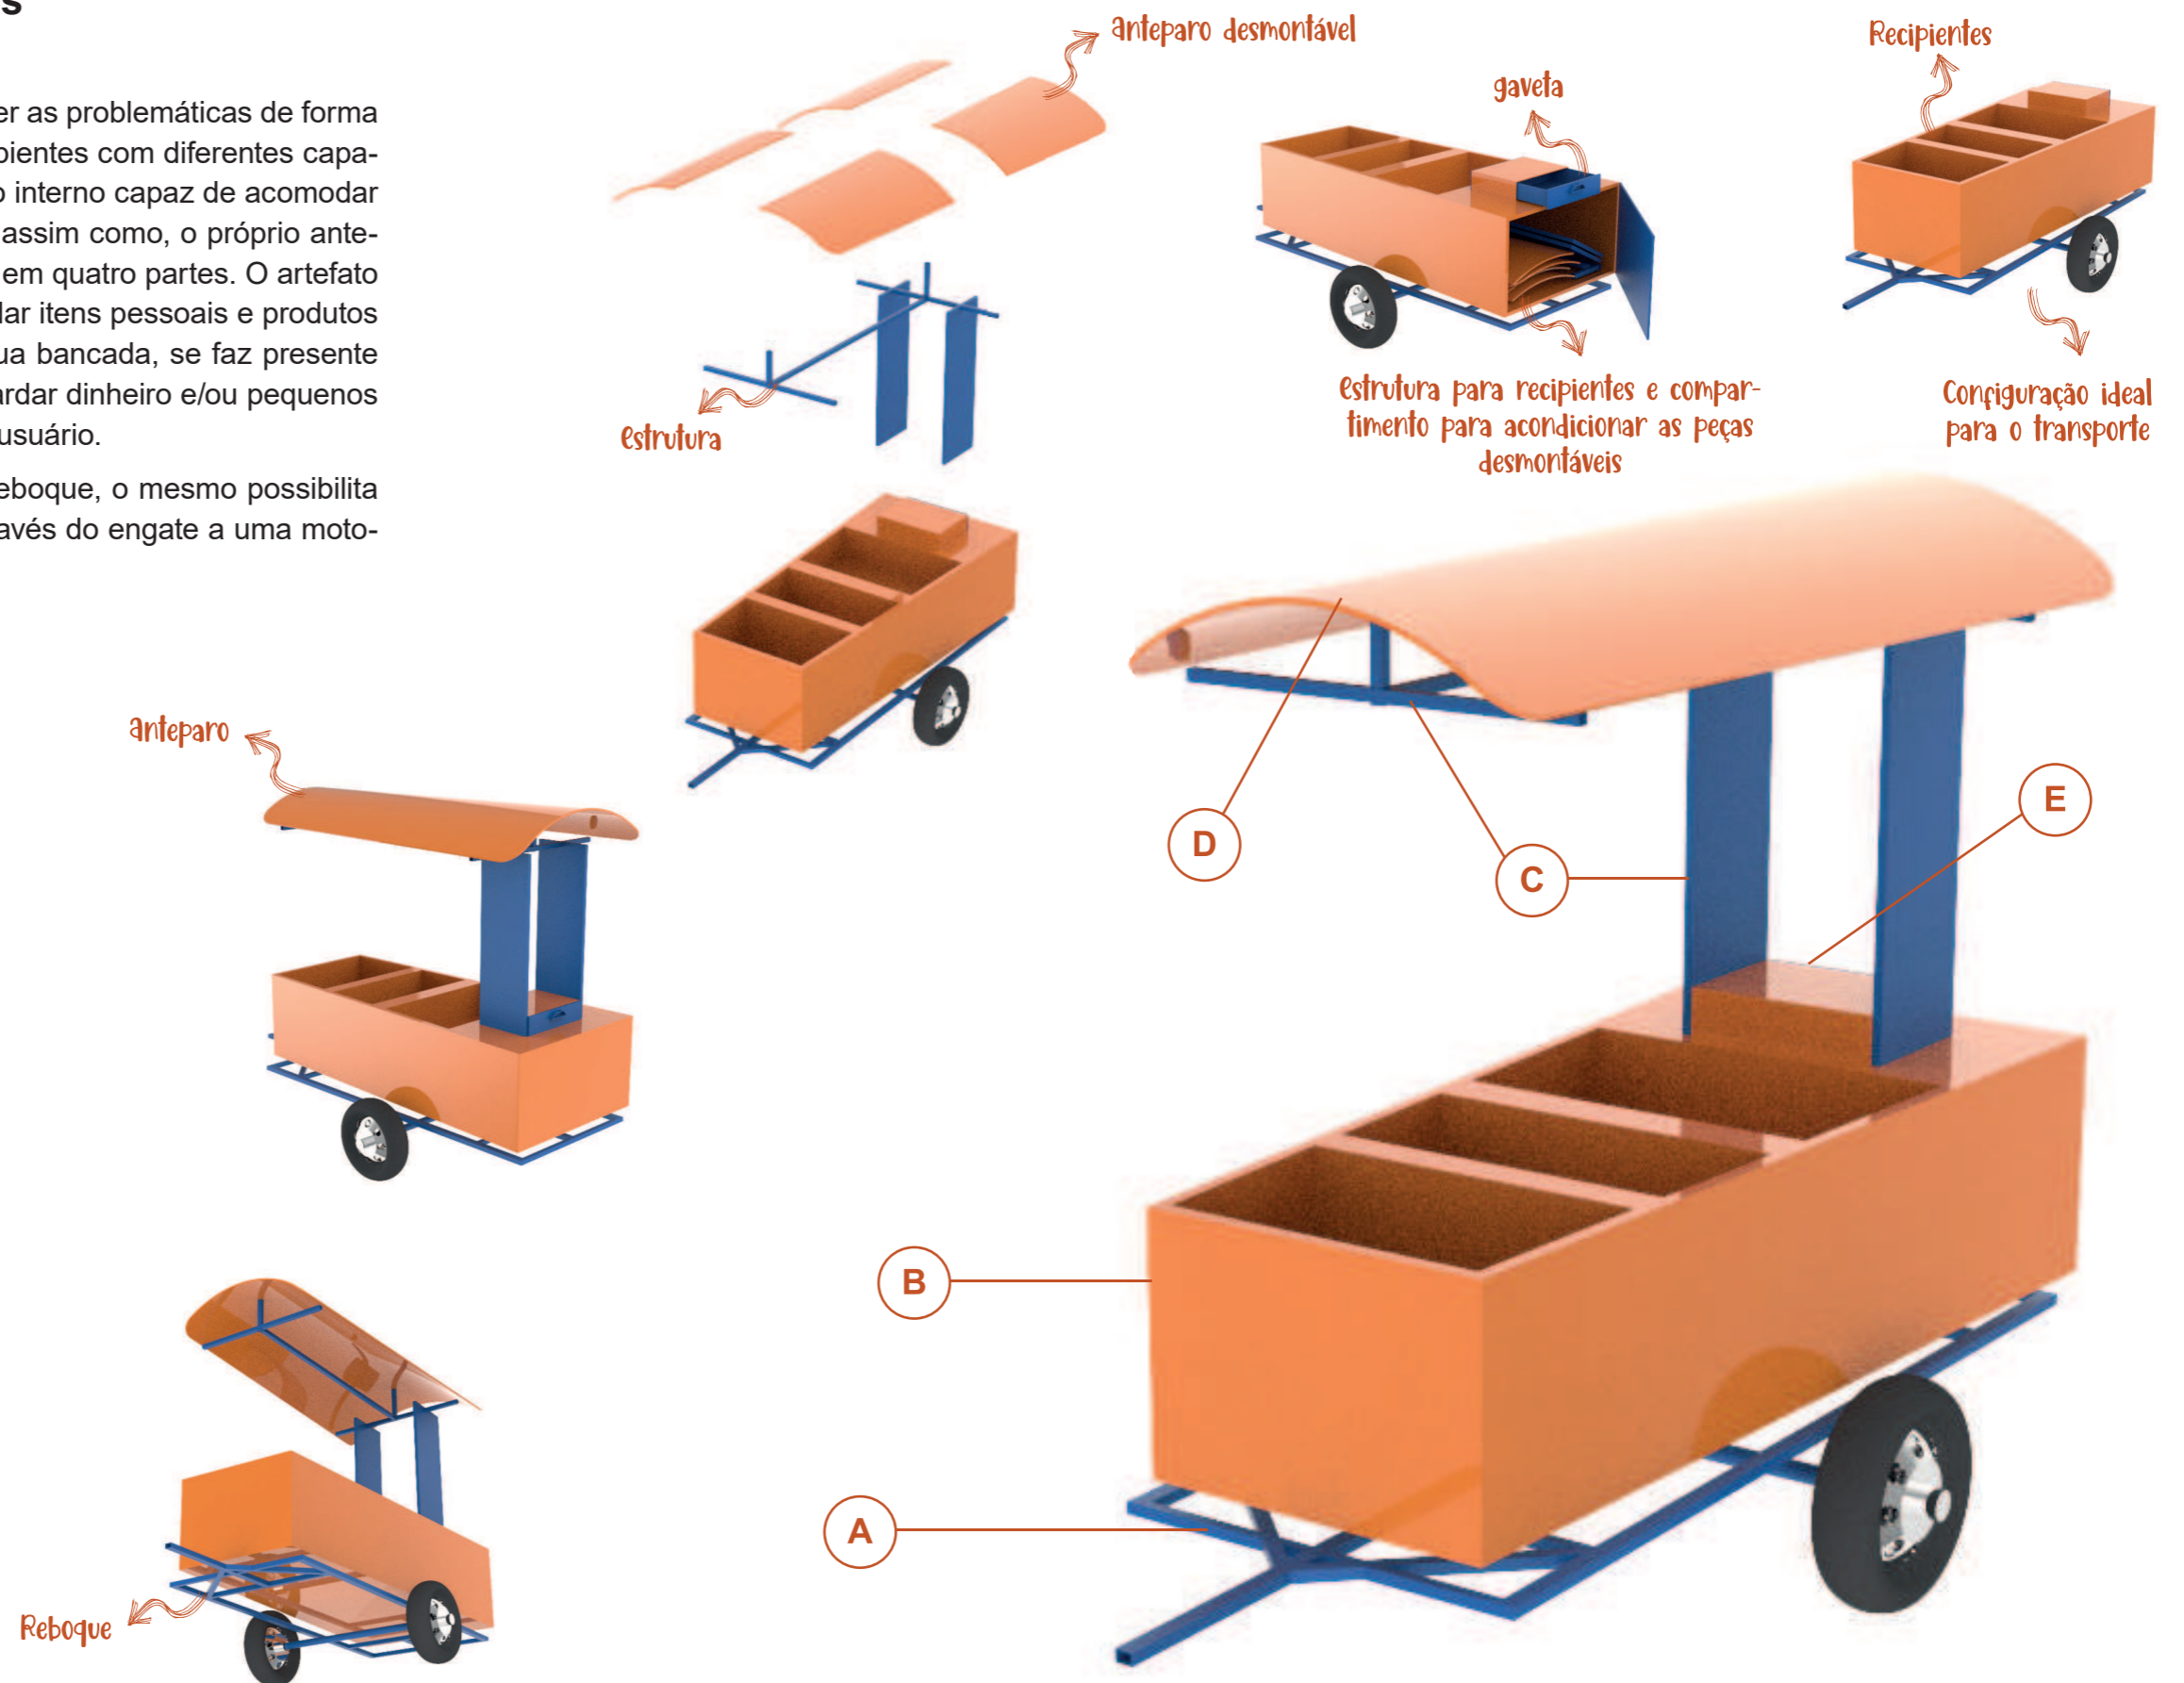 s
er as problemáticas de forma
pientes com diferentes capa-
o interno capaz de acomodar
assim como, o próprio ante-
em quatro partes. O artefato
dar itens pessoais e produtos
ua bancada, se faz presente
ardar dinheiro e/ou pequenos
usuário.
eboque, o mesmo possibilita
avés do engate a uma moto-
anteparo desmontável
gaveta
Recipientes
estrutura
estrutura para recipientes e compar-
timento para acondicionar as peças
desmontáveis
Configuração ideal
para o transporte
anteparo
Reboque
D
C
E
B
A